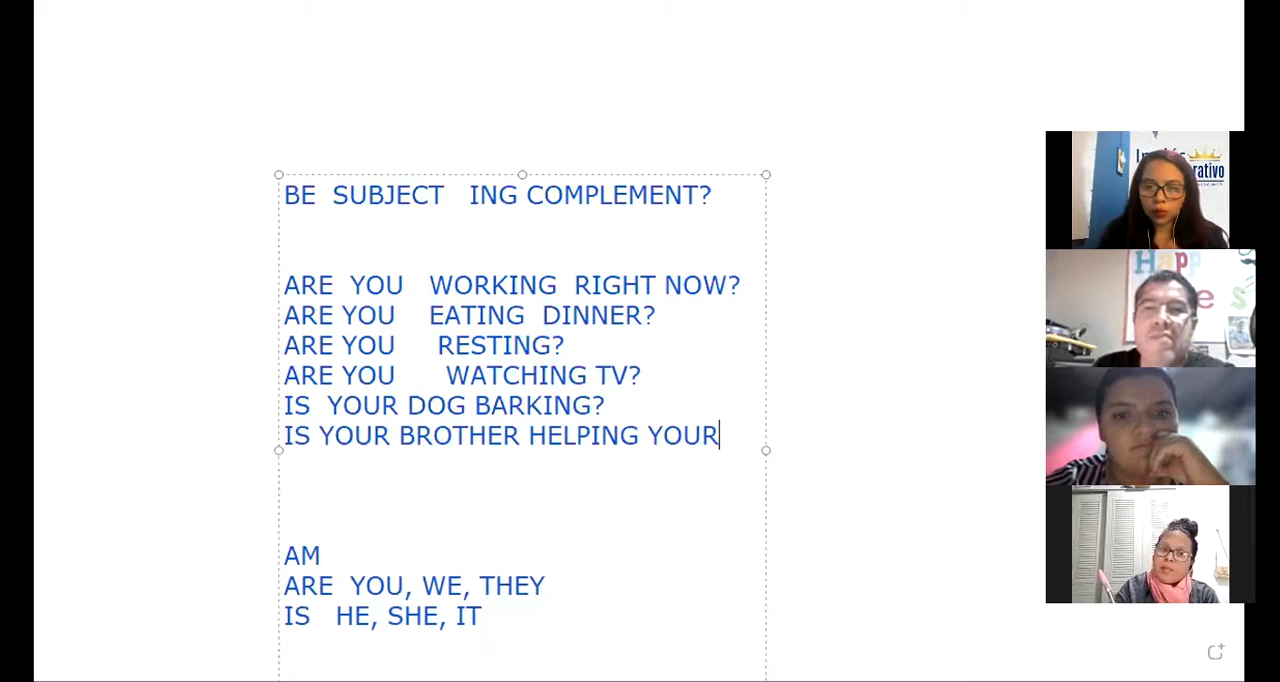 BE SUBJECT ING COMPLEMENT?
ARE YOU WORKING RIGHT NOW?
ARE YOU EATING DINNER?
ARE YOU RESTING?
ARE YOU WATCHING TV?
IS YOUR DOG BARKING?
IS YOUR BROTHER HELPING YOUR
AM
ARE YOU, WE, THEY
IS HE, SHE, IT